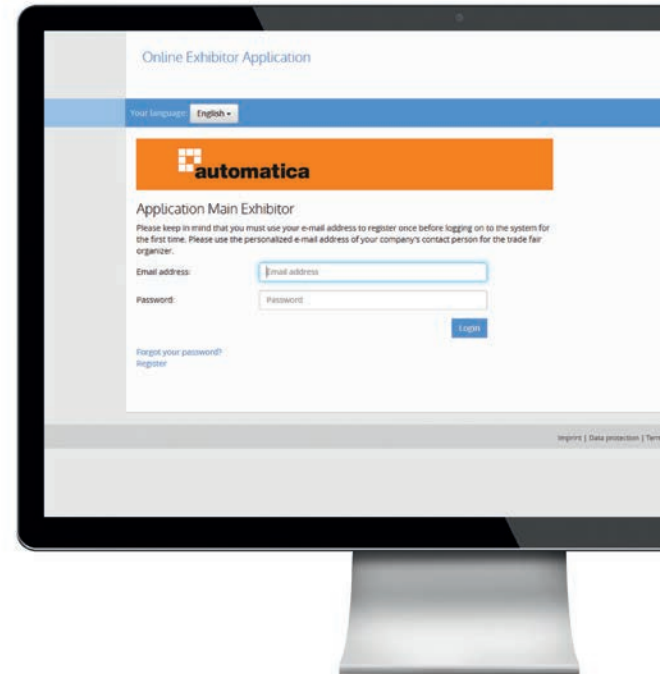 Online Exhibitor Application
Your language: English
automatica
Application Main Exhibitor
Please keep in mind that you must use your e-mail address to register once before logging on to the system for
the first time. Please use the personalized e-mail address of your company's contact person for the trade fair
organizer.
Email address: Email address
Password: Password
Login
Forgot your password?
Register
Imprint | Data protection |